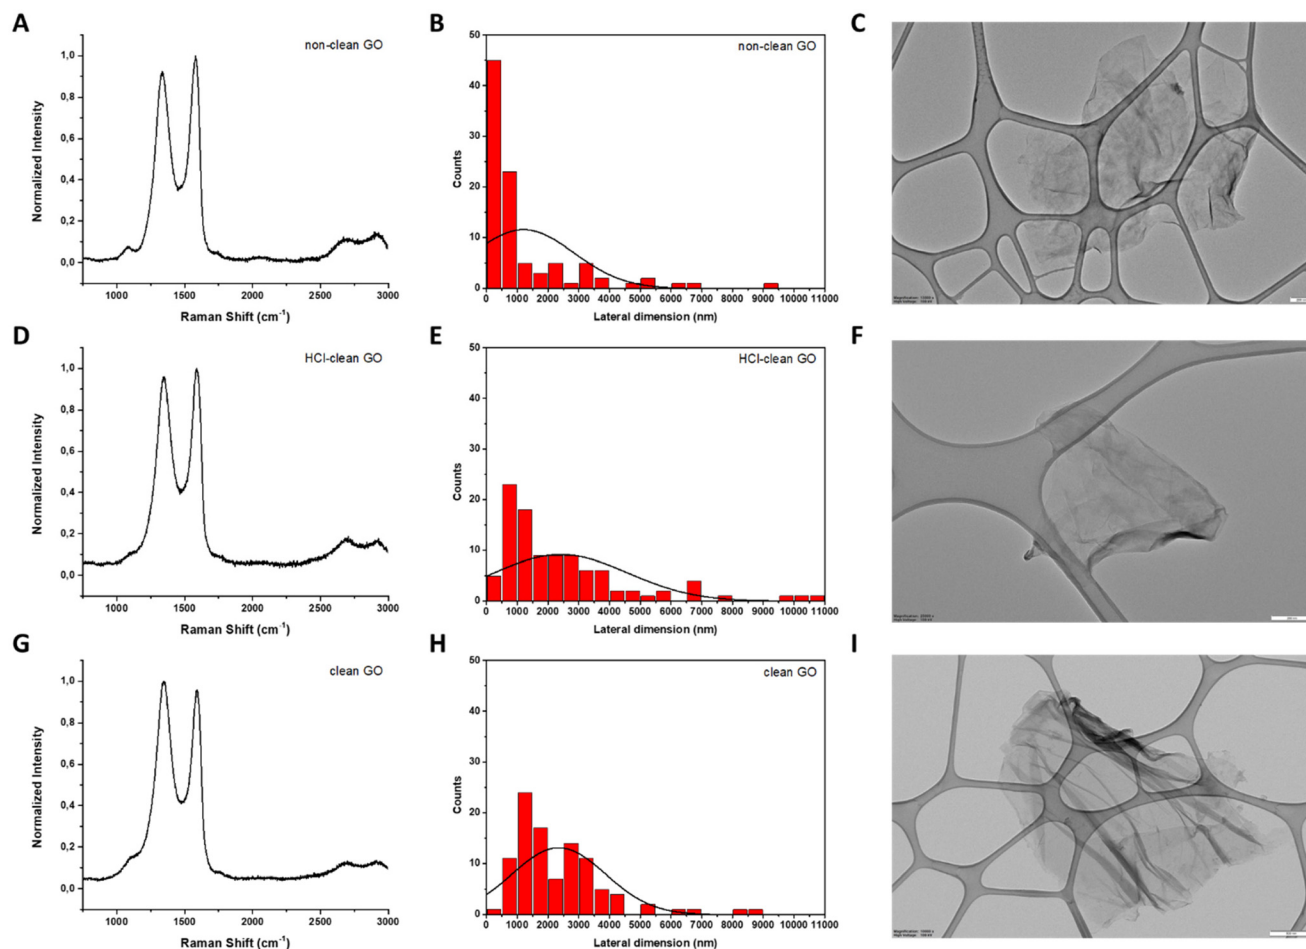 A
non-clean GO
1,0
0,8
0,6
0,4
0,2
0,0
Normalized Intensity
1000 1500 2000 2500 3000
Raman Shift (cm-1)
B
non-clean GO
50
40
30
20
10
0
Counts
0 1000 2000 3000 4000 5000 6000 7000 8000 9000 10000 11000
Lateral dimension (nm)
C
D
HCl-clean GO
1,0
0,8
0,6
0,4
0,2
0,0
Normalized Intensity
1000 1500 2000 2500 3000
Raman Shift (cm-1)
E
HCl-clean GO
50
40
30
20
10
0
Counts
0 1000 2000 3000 4000 5000 6000 7000 8000 9000 10000 11000
Lateral dimension (nm)
F
G
clean GO
1,0
0,8
0,6
0,4
0,2
0,0
Normalized Intensity
1000 1500 2000 2500 3000
Raman Shift (cm-1)
H
clean GO
50
40
30
20
10
0
Counts
0 1000 2000 3000 4000 5000 6000 7000 8000 9000 10000 11000
Lateral dimension (nm)
I